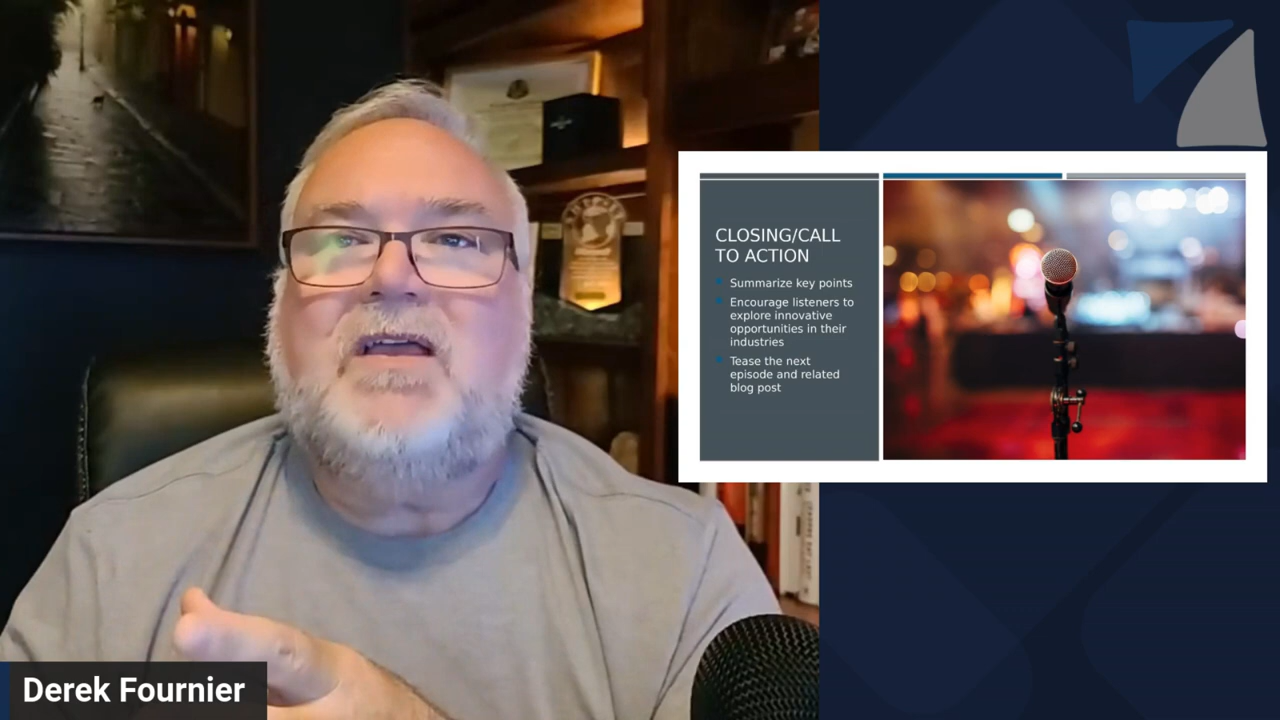 CLOSING/CALL
TO ACTION
Summarize key points
Encourage listeners to
explore innovative
opportunities in their
industries
Tease the next
episode and related
blog post
Derek Fournier